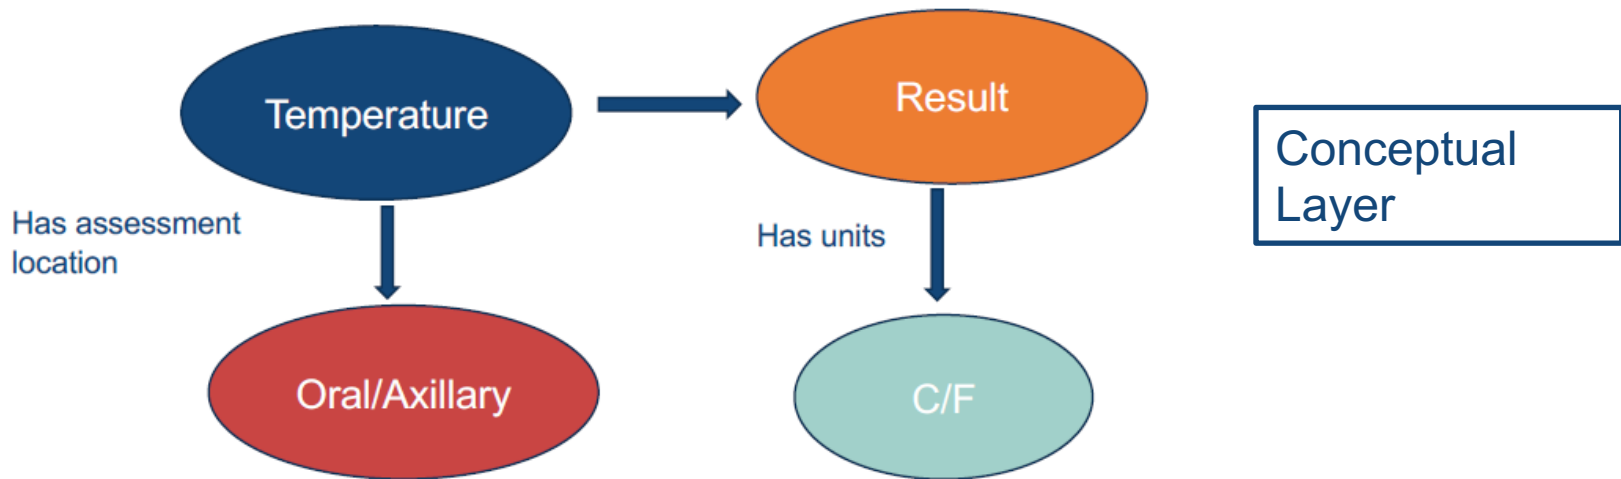 Temperature
Result
Conceptual
Layer
Has assessment
location
Has units
Oral/Axillary
C/F